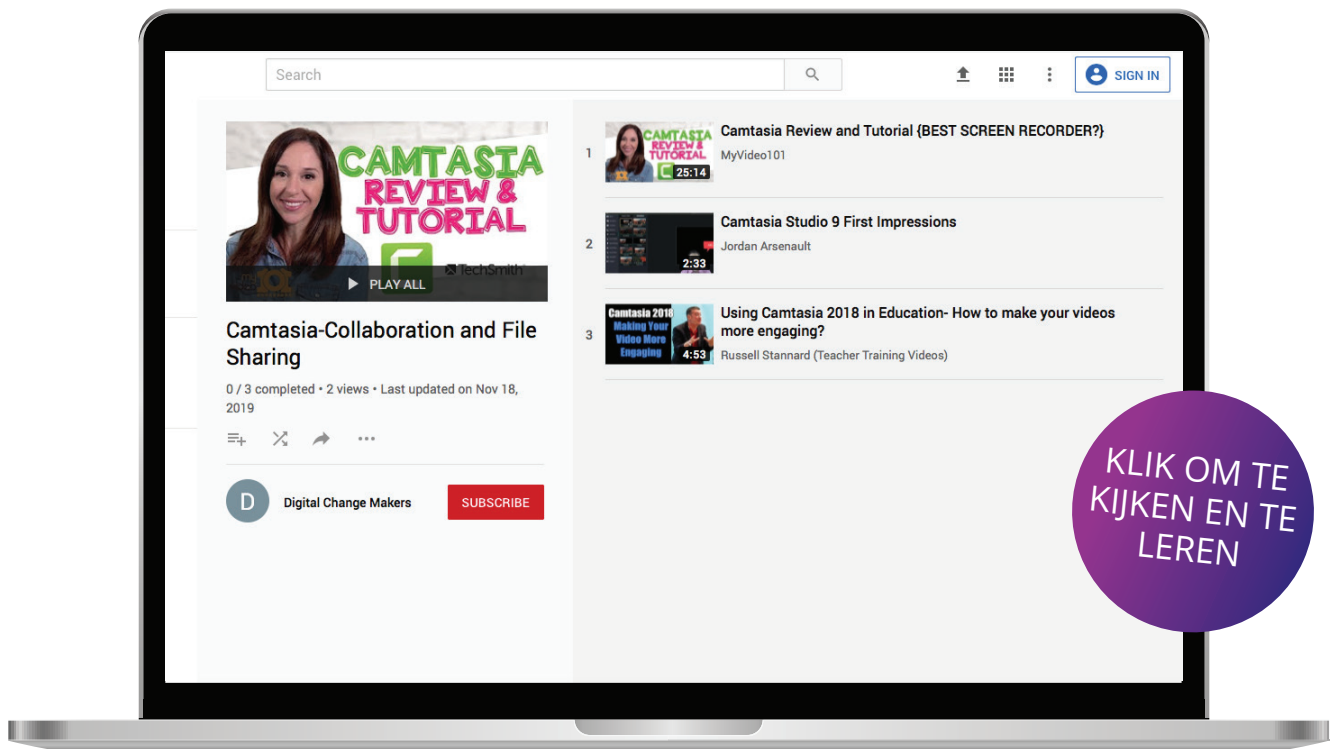 Search
SIGN IN
CAMTASIA
REVIEW &
TUTORIAL
TechSmith
PLAY ALL
Camtasia-Collaboration and File
Sharing
0 / 3 completed • 2 views • Last updated on Nov 18,
2019
D
Digital Change Makers
SUBSCRIBE
1
CAMTASIA
REVIEW &
TUTORIAL
25:14
Camtasia Review and Tutorial {BEST SCREEN RECORDER?}
MyVideo101
2
2:33
Camtasia Studio 9 First Impressions
Jordan Arsenault
3
Camtasia 2018
Making Your
Video More
Engaging
4:53
Using Camtasia 2018 in Education- How to make your videos
more engaging?
Russell Stannard (Teacher Training Videos)
KLIK OM TE
KIJKEN EN TE
LEREN